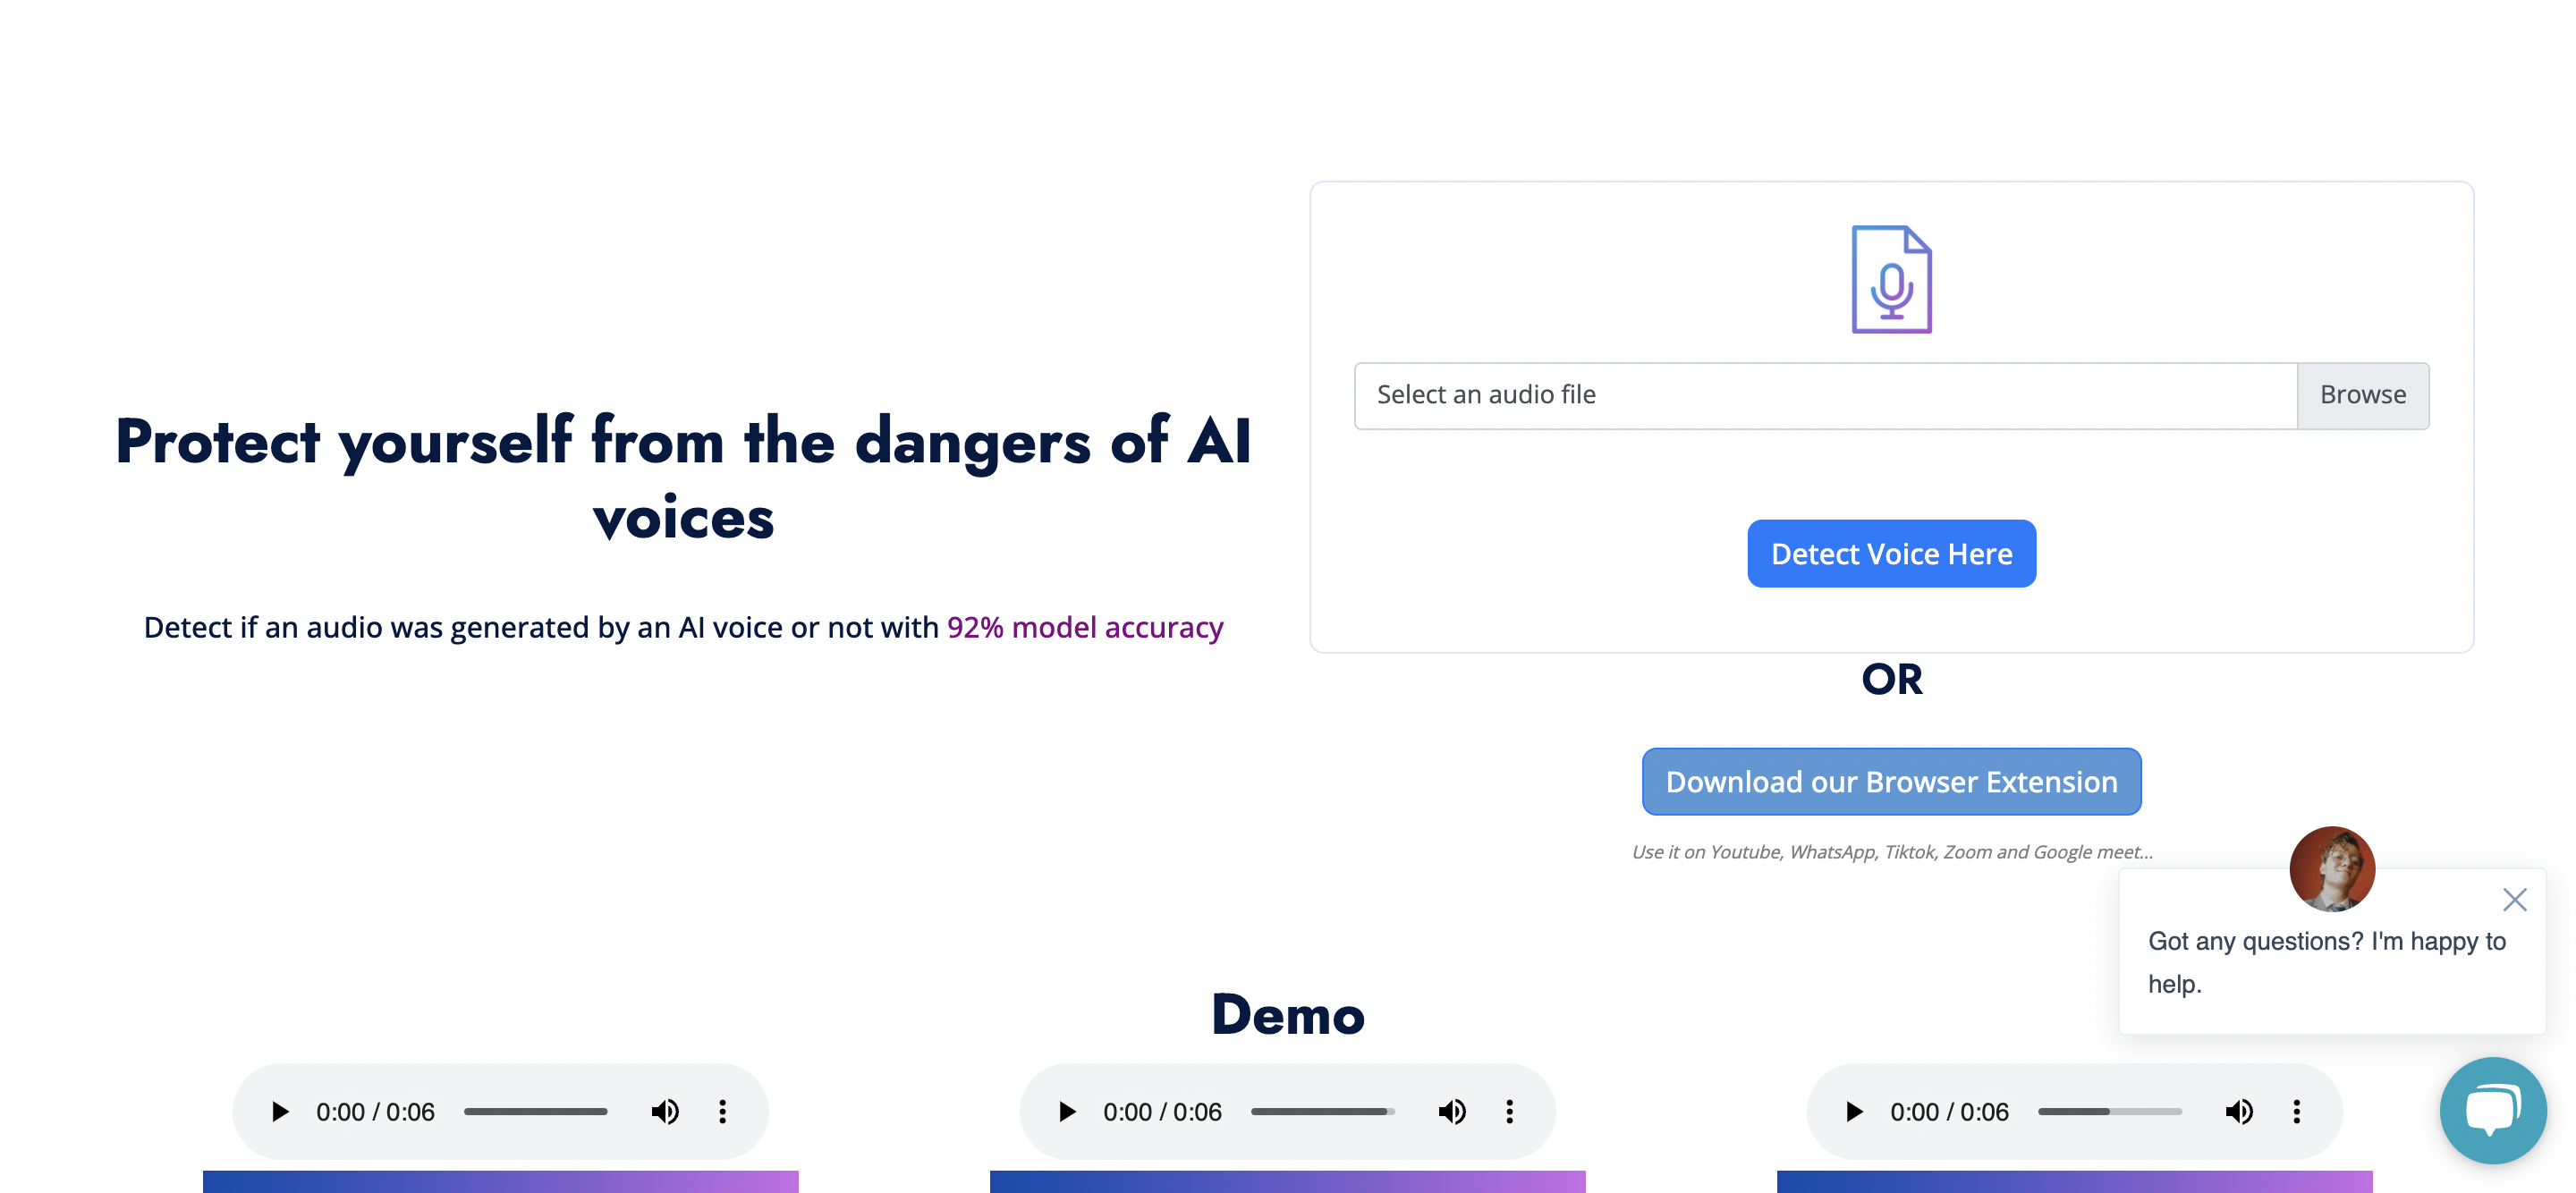 Protect yourself from the dangers of AI
voices
Detect if an audio was generated by an AI voice or not with 92% model accuracy
Select an audio file
Browse
Detect Voice Here
OR
Download our Browser Extension
Use it on Youtube, WhatsApp, Tiktok, Zoom and Google meet...
Got any questions? I'm happy to
help.
Demo
0:00 / 0:06
0:00 / 0:06
0:00 / 0:06